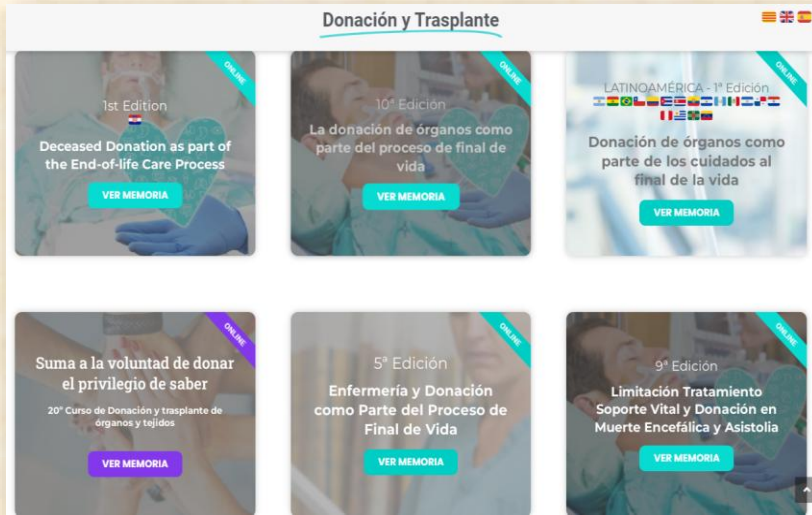 Donación y Trasplante
ONLINE
1st Edition
Deceased Donation as part of
the End-of-life Care Process
VER MEMORIA
ONLINE
10ª Edición
La donación de órganos como
parte del proceso de final de
vida
VER MEMORIA
ONLINE
LATINOAMÉRICA - 1ª Edición
Donación de órganos como
parte de los cuidados al
final de la vida
VER MEMORIA
ONLINE
Suma a la voluntad de donar
el privilegio de saber
20º Curso de Donación y trasplante de
órganos y tejidos
VER MEMORIA
ONLINE
5ª Edición
Enfermería y Donación
como Parte del Proceso de
Final de Vida
VER MEMORIA
ONLINE
9ª Edición
Limitación Tratamiento
Soporte Vital y Donación en
Muerte Encefálica y Asistolia
VER MEMORIA